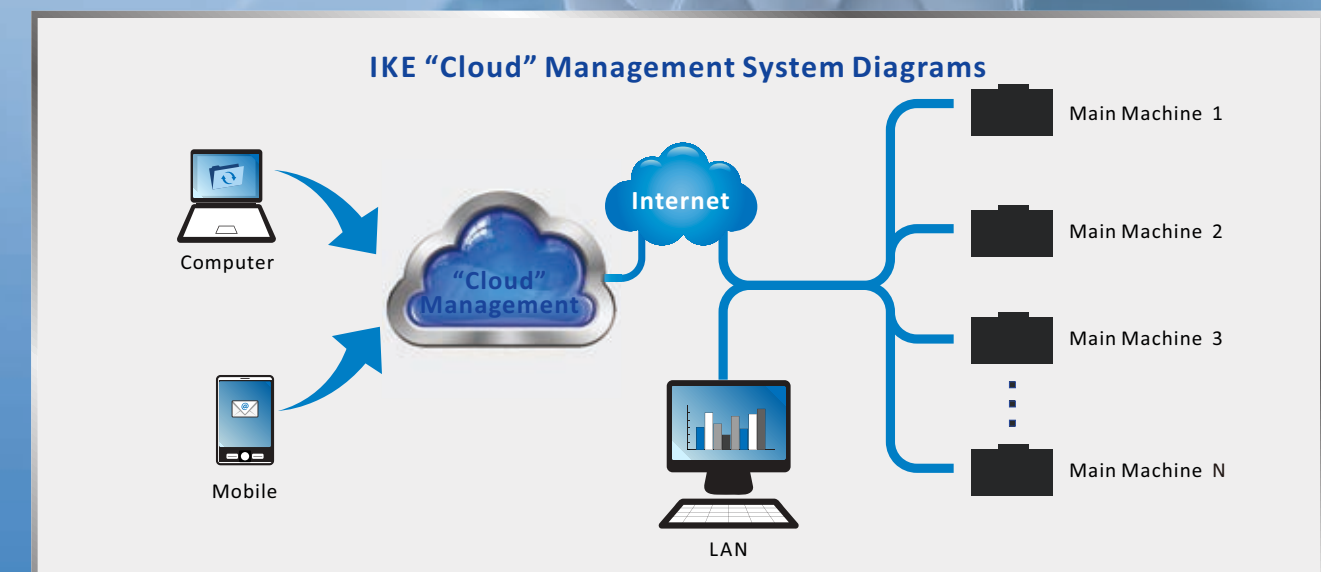 IKE “Cloud” Management System Diagrams
Computer
Mobile
“Cloud”
Management
Internet
LAN
Main Machine 1
Main Machine 2
Main Machine 3
Main Machine N